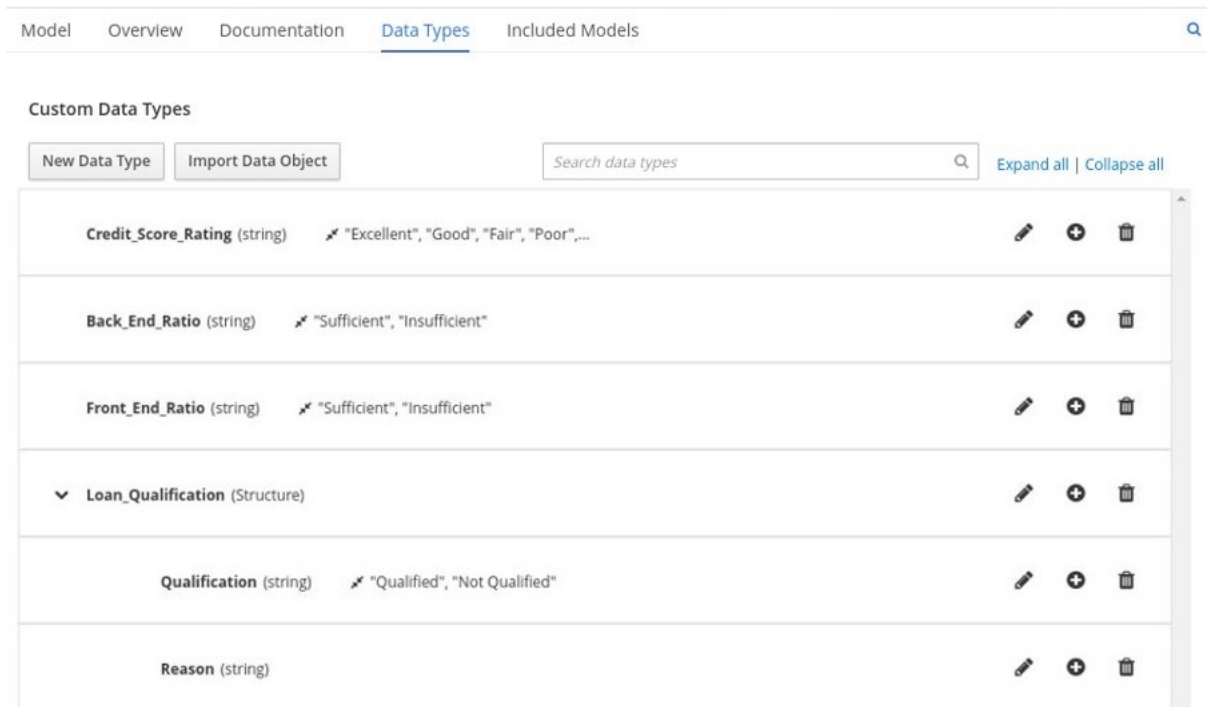 Model Overview Documentation Data Types Included Models
Custom Data Types
New Data Type Import Data Object Search data types Expand all | Collapse all
Credit_Score_Rating (string) "Excellent", "Good", "Fair", "Poor",...
Back_End_Ratio (string) "Sufficient", "Insufficient"
Front_End_Ratio (string) "Sufficient", "Insufficient"
Loan_Qualification (Structure)
Qualification (string) "Qualified", "Not Qualified"
Reason (string)